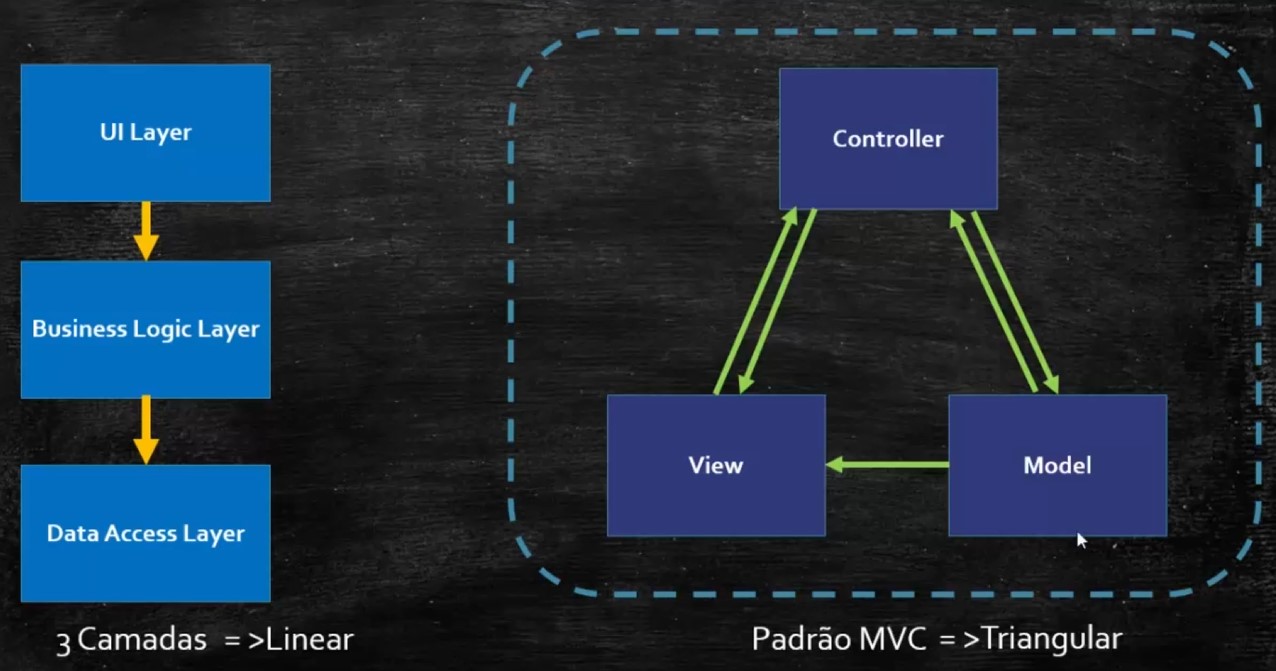 UI Layer
Business Logic Layer
Data Access Layer
3 Camadas = >Linear
Controller
View
Model
Padrão MVC = >Triangular